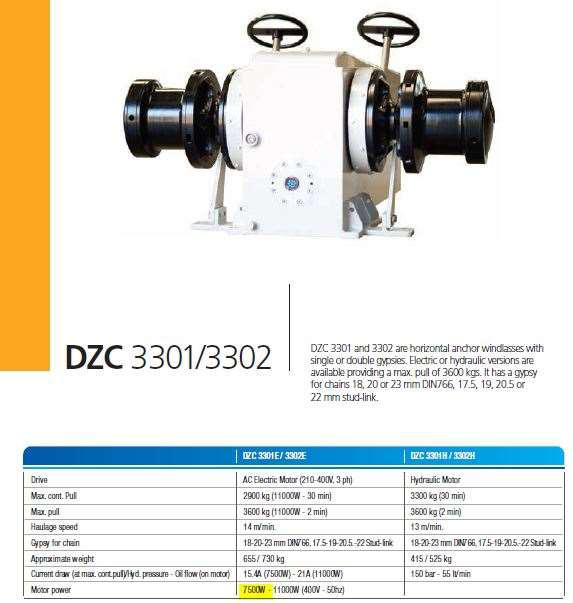 DZC 3301/3302
DZC 3301 and 3302 are horizontal anchor windlasses with
single or double gypsies. Electric or hydraulic versions are
available providing a max. pull of 3600 kgs. It has a gypsy
for chains 18, 20 or 23 mm DIN766, 17.5, 19, 20.5 or
22 mm stud-link.
DZC 3301E / 3302E DZC 3301H / 3302H
Drive AC Electric Motor (210-400V, 3 ph) Hydraulic Motor
Max. cont. Pull 2900 kg (11000W - 30 min) 3300 kg (30 min)
Max. pull 3600 kg (11000W - 2 min) 3600 kg (2 min)
Haulage speed 14 m/min. 13 m/min.
Gypsy for chain 18-20-23 mm DIN766, 17.5-19-20.5.-22 Stud-link 18-20-23 mm DIN766, 17.5-19-20.5.-22 Stud-link
Approximate weight 655 / 730 kg 415 / 525 kg
Current draw (at max. cont.pull)/Hyd. pressure - Oil flow (on motor) 15.4A (7500W) - 21A (11000W) 150 bar - 55 lt/min
Motor power 7500W - 11000W (400V - 50hz)